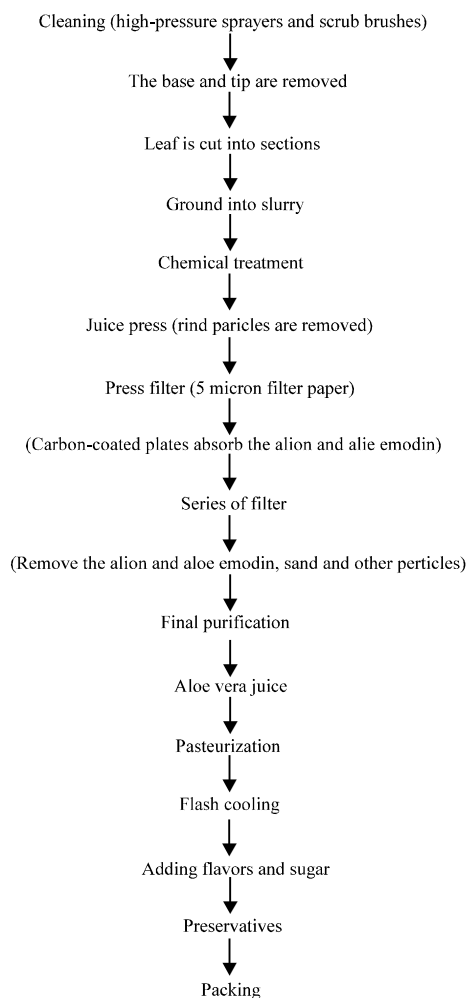 Cleaning (high-pressure sprayers and scrub brushes)
The base and tip are removed
Leaf is cut into sections
Ground into slurry
Chemical treatment
Juice press (rind paricles are removed)
Press filter (5 micron filter paper)
(Carbon-coated plates absorb the alion and alie emodin)
Series of filter
(Remove the alion and aloe emodin, sand and other perticles)
Final purification
Aloe vera juice
Pasteurization
Flash cooling
Adding flavors and sugar
Preservatives
Packing